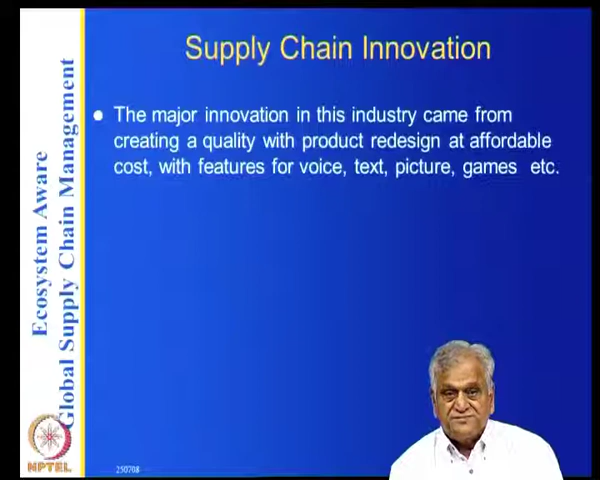 Supply Chain Innovation
The major innovation in this industry came from
creating a quality with product redesign at affordable
cost, with features for voice, text, picture, games etc.
Ecosystem Aware
Global Supply Chain Management
NPTEL
250708